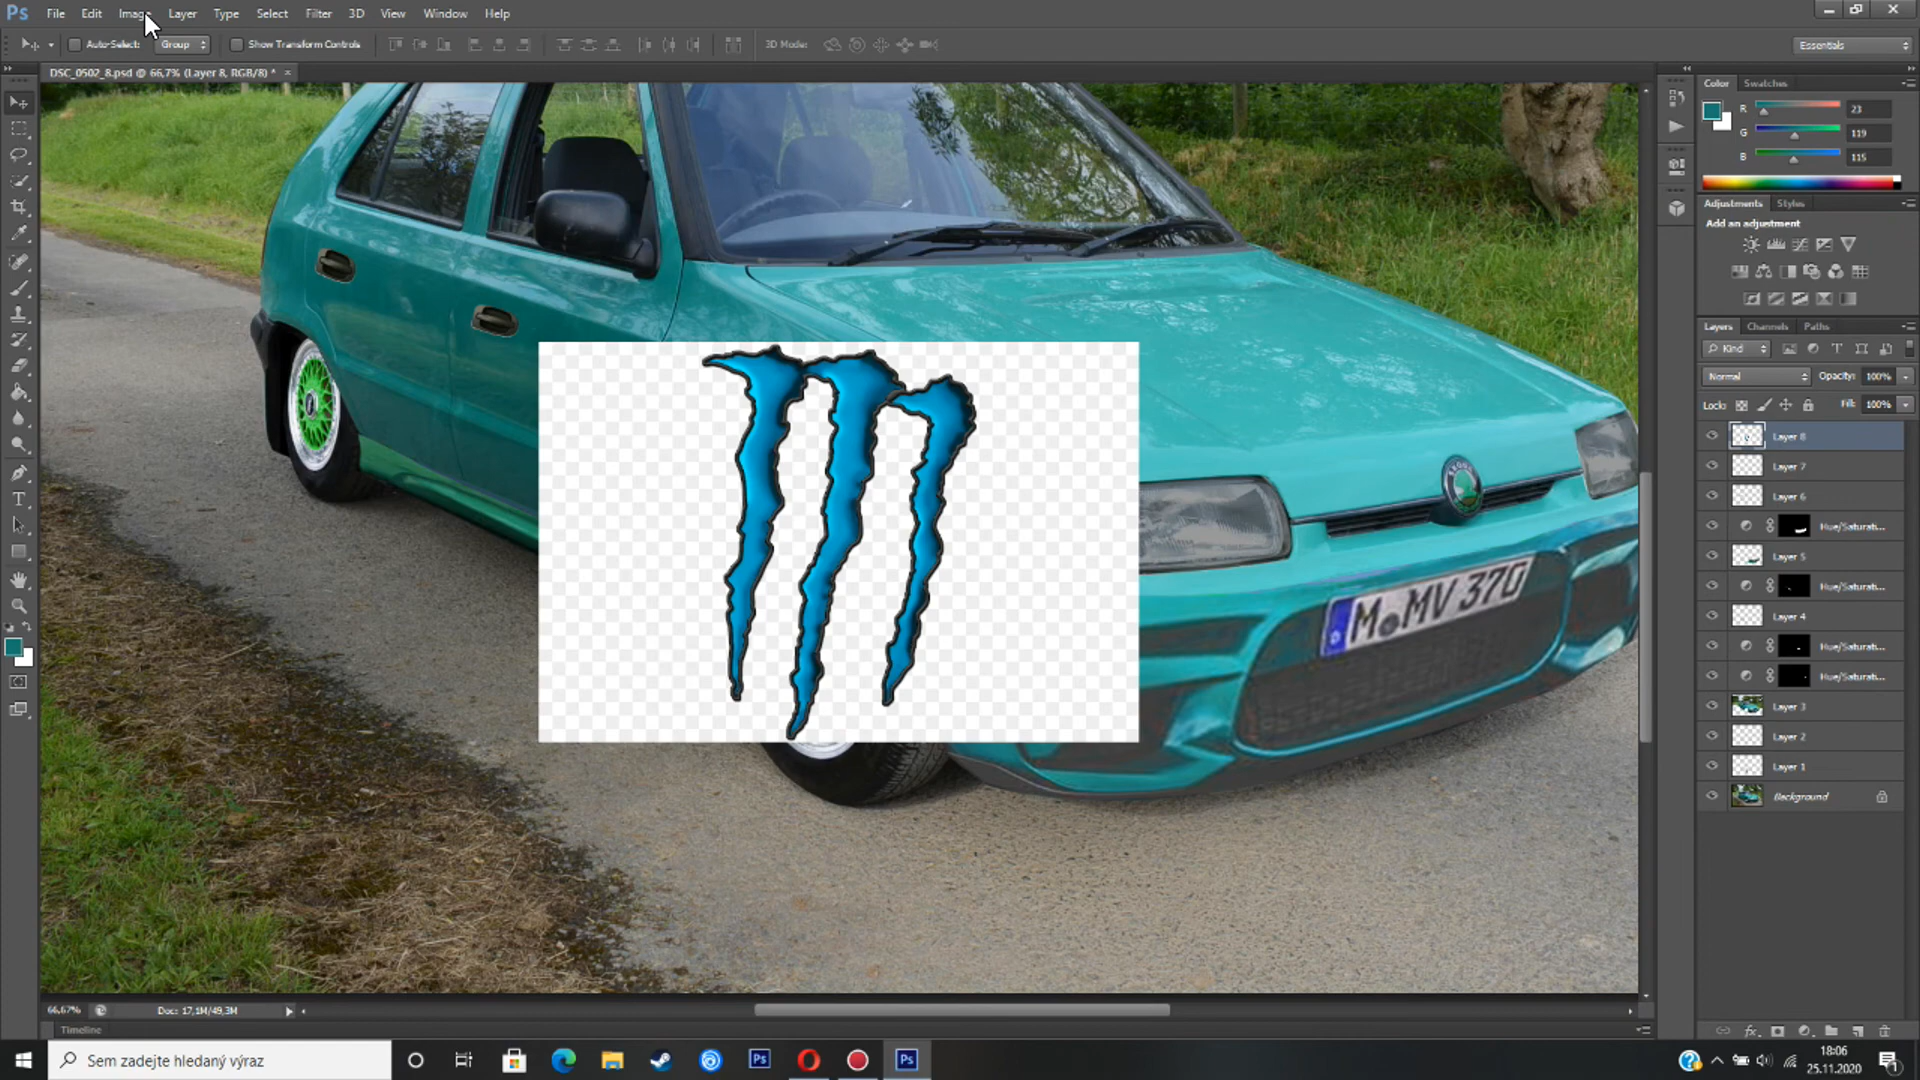 Ps File Edit Image Layer Type Select Filter 3D View Window Help
Auto-Select: Group Show Transform Controls 3D Mode: Essentials
DSC_0502_8.psd @ 66,7% (Layer 8, RGB/8) * ×
Color Swatches
R 23
G 119
B 115
Adjustments Styles
Add an adjustment
Layers Channels Paths
Kind
Normal Opacity: 100%
Lock: Fill: 100%
Layer 8
Layer 7
Layer 6
Hue/Saturati...
Layer 5
Hue/Saturati...
Layer 4
Hue/Saturati...
Hue/Saturati...
Layer 3
Layer 2
Layer 1
Background
M MV 370
66,67% Doc: 17,1M/49,3M
Timeline
Sem zadejte hledaný výraz
Ps
Ps
18:06
25.11.2020
1